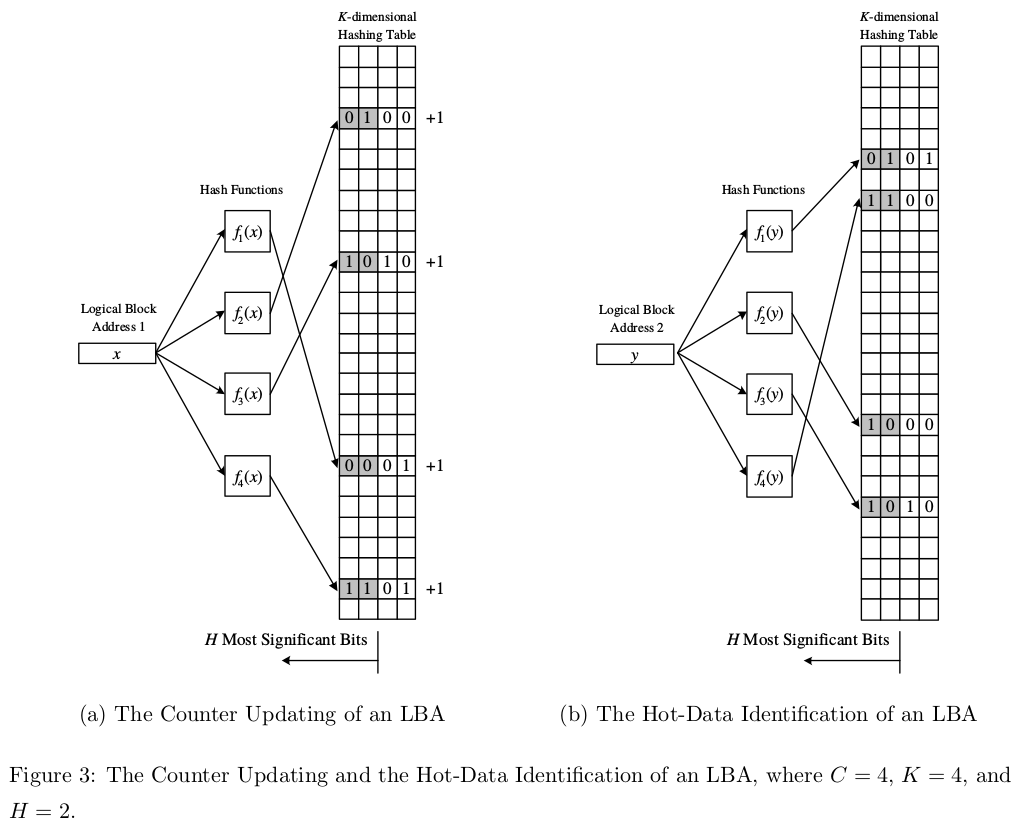 K-dimensional
Hashing Table
0 1 0 0 +1
Hash Functions
f1(x)
1 0 1 0 +1
f2(x)
Logical Block
Address 1
x
f3(x)
0 0 0 1 +1
f4(x)
1 1 0 1 +1
H Most Significant Bits
(a) The Counter Updating of an LBA
K-dimensional
Hashing Table
0 1 0 1
Hash Functions
1 1 0 0
f1(y)
f2(y)
Logical Block
Address 2
y
f3(y)
1 0 0 0
f4(y)
1 0 1 0
H Most Significant Bits
(b) The Hot-Data Identification of an LBA
Figure 3: The Counter Updating and the Hot-Data Identification of an LBA, where C = 4, K = 4, and
H = 2.